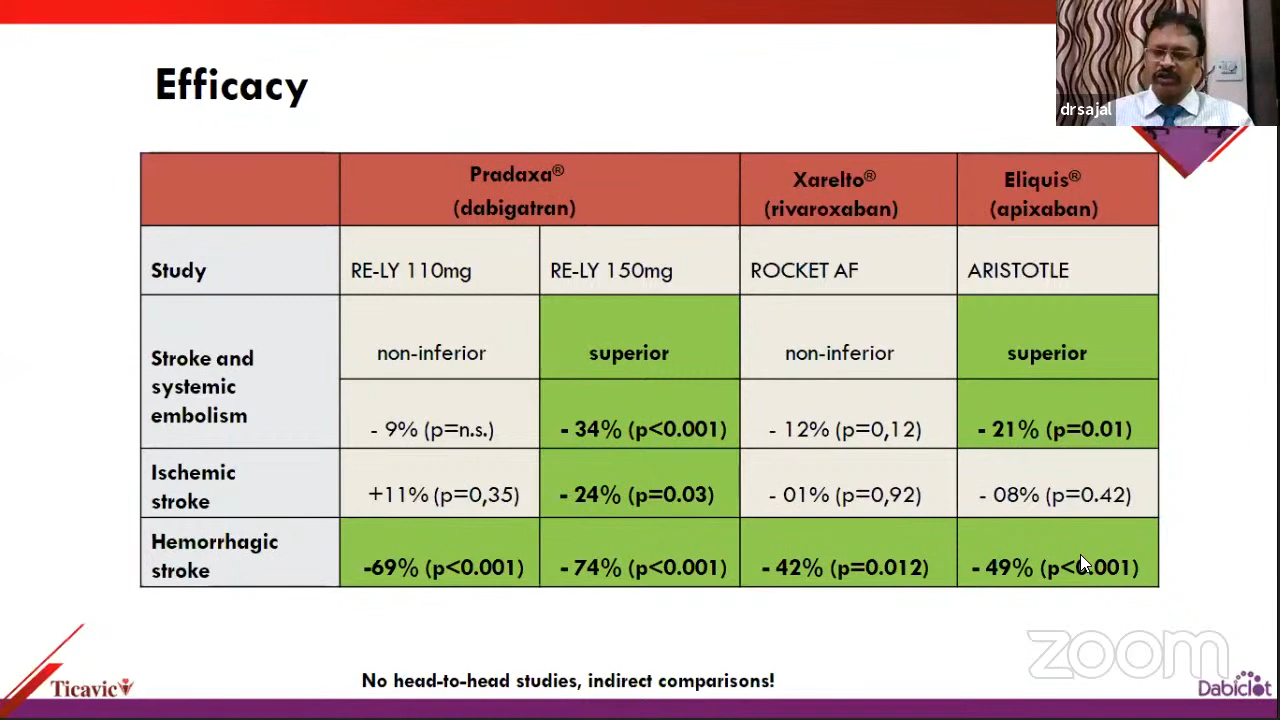 drsajal
Efficacy
Pradaxa®
(dabigatran)
Xarelto®
(rivaroxaban)
Eliquis®
(apixaban)
Study
RE-LY 110mg
RE-LY 150mg
ROCKET AF
ARISTOTLE
Stroke and
systemic
embolism
non-inferior
superior
non-inferior
superior
- 9% (p=n.s.)
- 34% (p<0.001)
- 12% (p=0,12)
- 21% (p=0.01)
Ischemic
stroke
+11% (p=0,35)
- 24% (p=0.03)
- 01% (p=0,92)
- 08% (p=0.42)
Hemorrhagic
stroke
-69% (p<0.001)
- 74% (p<0.001)
- 42% (p=0.012)
- 49% (p<0.001)
zoom
Ticavic
No head-to-head studies, indirect comparisons!
Dabiclot